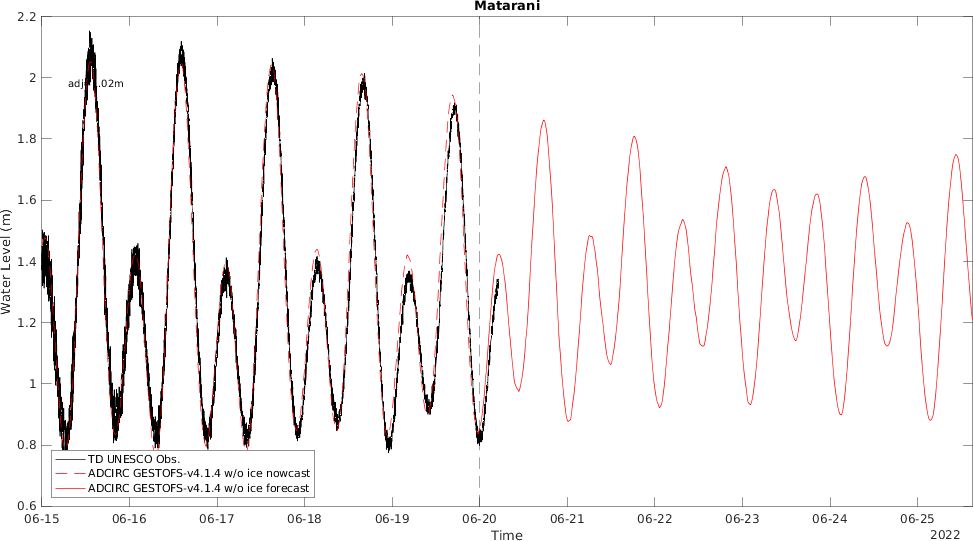 Matarani
2.2
2
1.8
1.6
1.4
1.2
1
0.8
0.6
Water Level (m)
.02m
TD UNESCO Obs.
ADCIRC GESTOFS-v4.1.4 w/o ice nowcast
ADCIRC GESTOFS-v4.1.4 w/o ice forecast
06-15 06-16 06-17 06-18 06-19 06-20 06-21 06-22 06-23 06-24 06-25
Time
2022